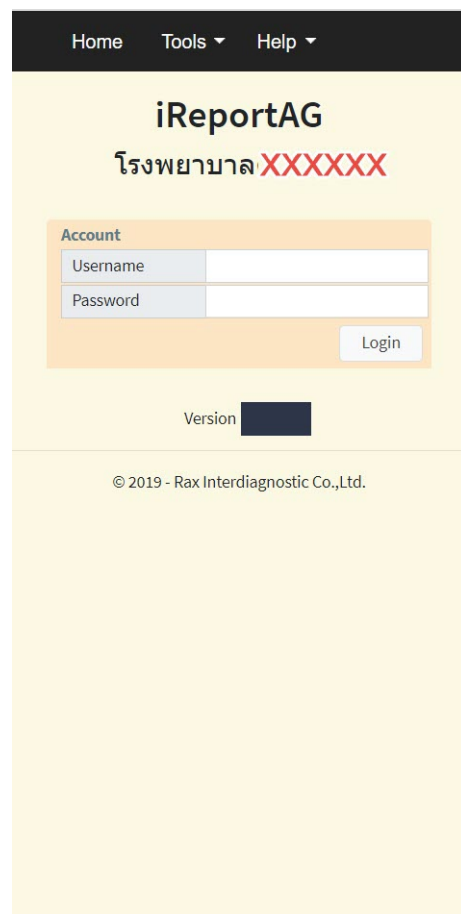 Home Tools Help
iReportAG
โรงพยาบาลXXXXXX
Account
Username
Password
Login
Version
© 2019 - Rax Interdiagnostic Co.,Ltd.